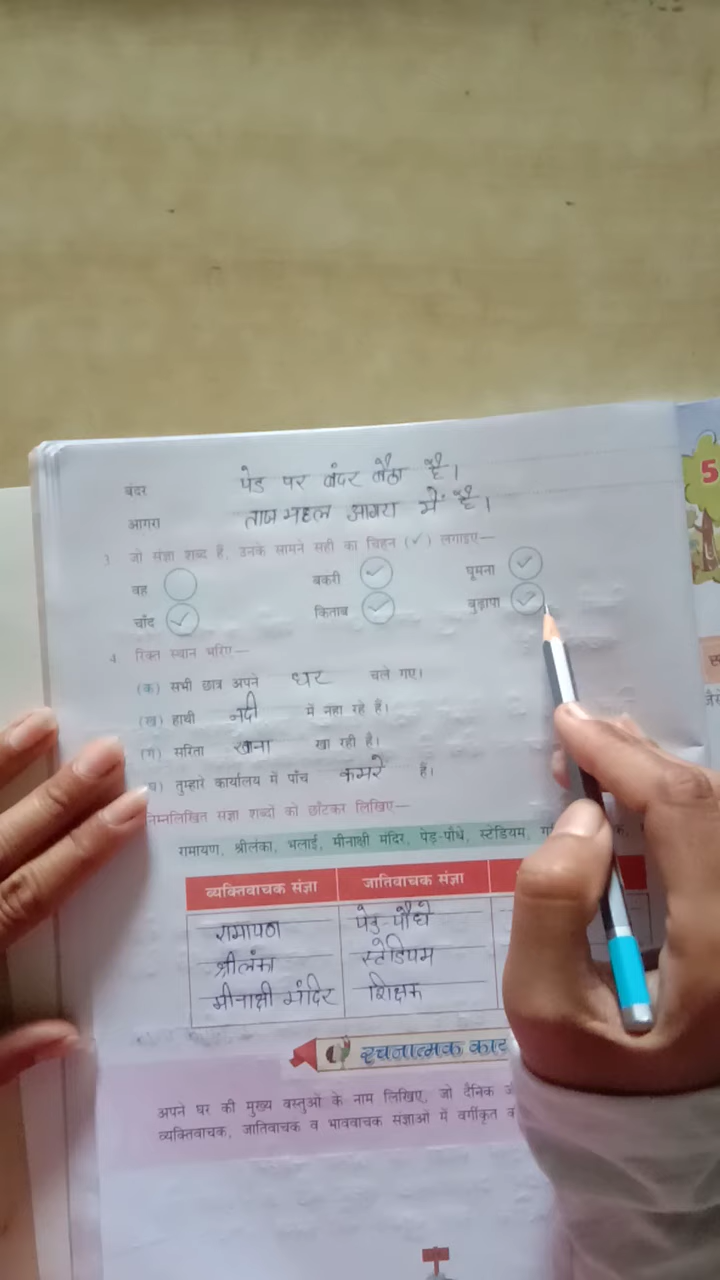 बंदर पेड पर बंदर बैठा है।
आगरा ताजमहल आगरा में है।
3 जो संज्ञा शब्द हैं, उनके सामने सही का चिह्न (✓) लगाइए—
वह बकरी ✓ घूमना ✓
चाँद ✓ किताब ✓ बुढ़ापा ✓
4. रिक्त स्थान भरिए—
(क) सभी छात्र अपने घर चले गए।
(ख) हाथी नदी में नहा रहे हैं।
(ग) सरिता खाना खा रही है।
(घ) तुम्हारे कार्यालय में पाँच कमरे हैं।
निम्नलिखित संज्ञा शब्दों को छाँटकर लिखिए—
रामायण, श्रीलंका, भलाई, मीनाक्षी मंदिर, पेड़-पौधे, स्टेडियम,
व्यक्तिवाचक संज्ञा जातिवाचक संज्ञा
रामायण पेड-पौधे
श्रीलंका स्टेडियम
मीनाक्षी मंदिर शिक्षक
रचनात्मक
अपने घर की मुख्य वस्तुओं के नाम लिखिए, जो दैनिक
व्यक्तिवाचक, जातिवाचक व भाववाचक संज्ञाओं में वर्गीकृत
5